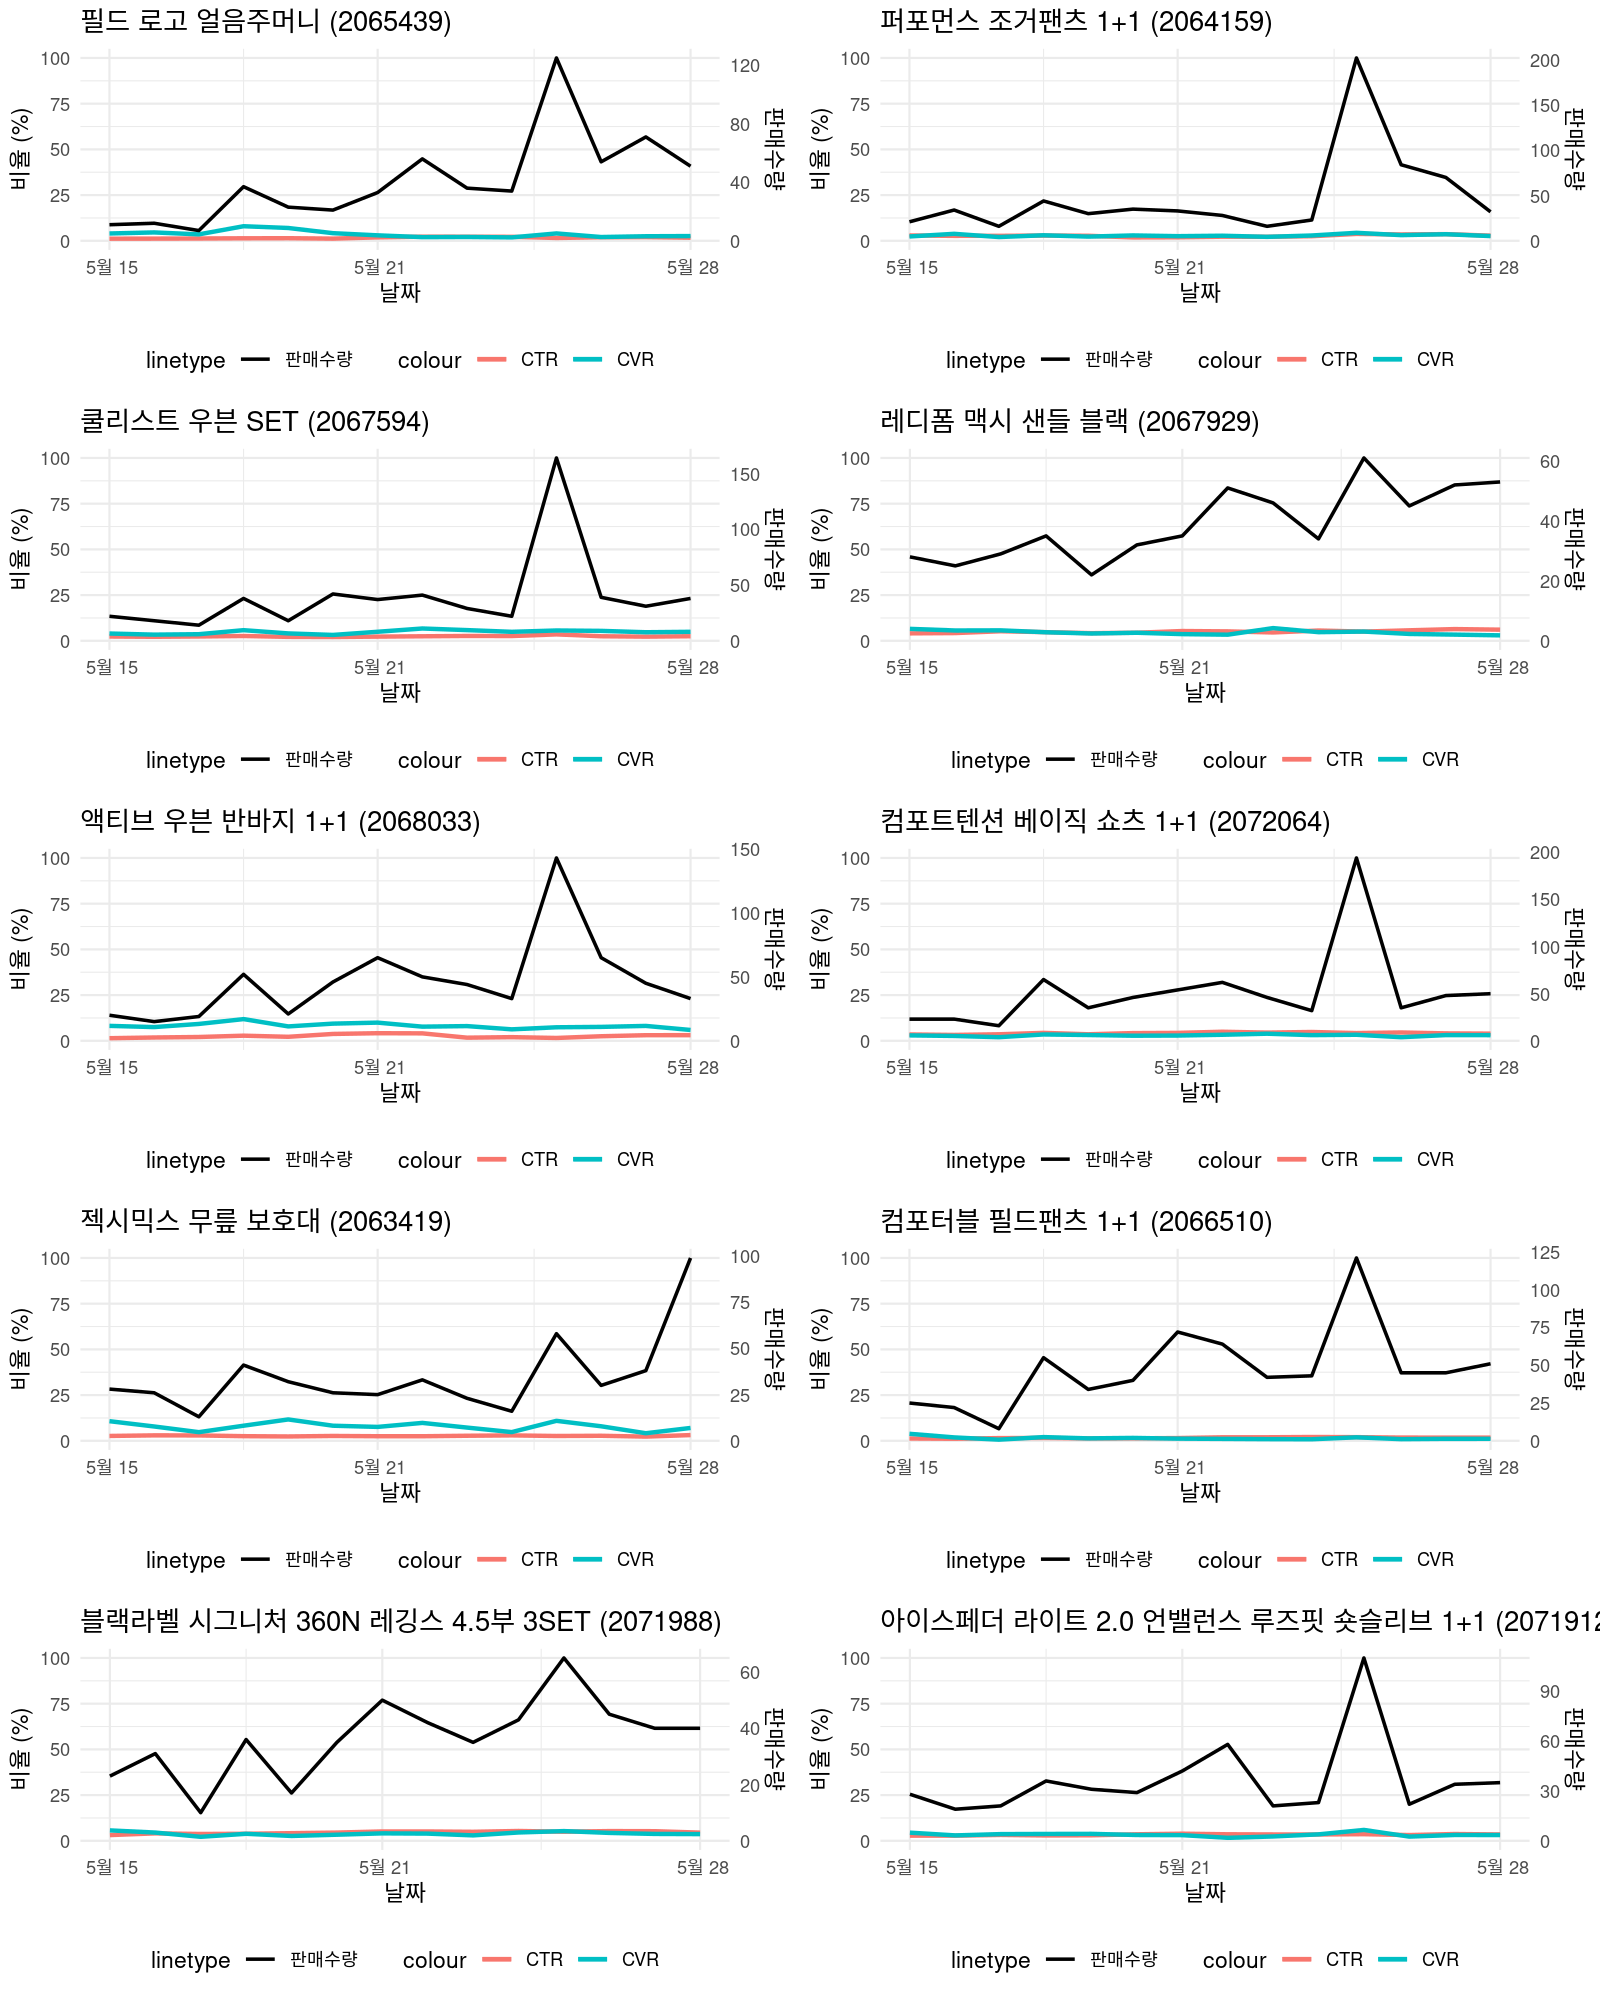 필드 로고 얼음주머니 (2065439)
100
75
50
25
0
비율 (%)
120
80
40
0
판매수량
5월 15
5월 21
5월 28
날짜
linetype 판매수량 colour CTR CVR
퍼포먼스 조거팬츠 1+1 (2064159)
100
75
50
25
0
비율 (%)
200
150
100
50
0
판매수량
5월 15
5월 21
5월 28
날짜
linetype 판매수량 colour CTR CVR
쿨리스트 우븐 SET (2067594)
100
75
50
25
0
비율 (%)
150
100
50
0
판매수량
5월 15
5월 21
5월 28
날짜
linetype 판매수량 colour CTR CVR
레디폼 맥시 샌들 블랙 (2067929)
100
75
50
25
0
비율 (%)
60
40
20
0
판매수량
5월 15
5월 21
5월 28
날짜
linetype 판매수량 colour CTR CVR
액티브 우븐 반바지 1+1 (2068033)
100
75
50
25
0
비율 (%)
150
100
50
0
판매수량
5월 15
5월 21
5월 28
날짜
linetype 판매수량 colour CTR CVR
컴포트텐션 베이직 쇼츠 1+1 (2072064)
100
75
50
25
0
비율 (%)
200
150
100
50
0
판매수량
5월 15
5월 21
5월 28
날짜
linetype 판매수량 colour CTR CVR
젝시믹스 무릎 보호대 (2063419)
100
75
50
25
0
비율 (%)
100
75
50
25
0
판매수량
5월 15
5월 21
5월 28
날짜
linetype 판매수량 colour CTR CVR
컴포터블 필드팬츠 1+1 (2066510)
100
75
50
25
0
비율 (%)
125
100
75
50
25
0
판매수량
5월 15
5월 21
5월 28
날짜
linetype 판매수량 colour CTR CVR
블랙라벨 시그니처 360N 레깅스 4.5부 3SET (2071988)
100
75
50
25
0
비율 (%)
60
40
20
0
판매수량
5월 15
5월 21
5월 28
날짜
linetype 판매수량 colour CTR CVR
아이스페더 라이트 2.0 언밸런스 루즈핏 숏슬리브 1+1 (2071912
100
75
50
25
0
비율 (%)
90
60
30
0
판매수량
5월 15
5월 21
5월 28
날짜
linetype 판매수량 colour CTR CVR